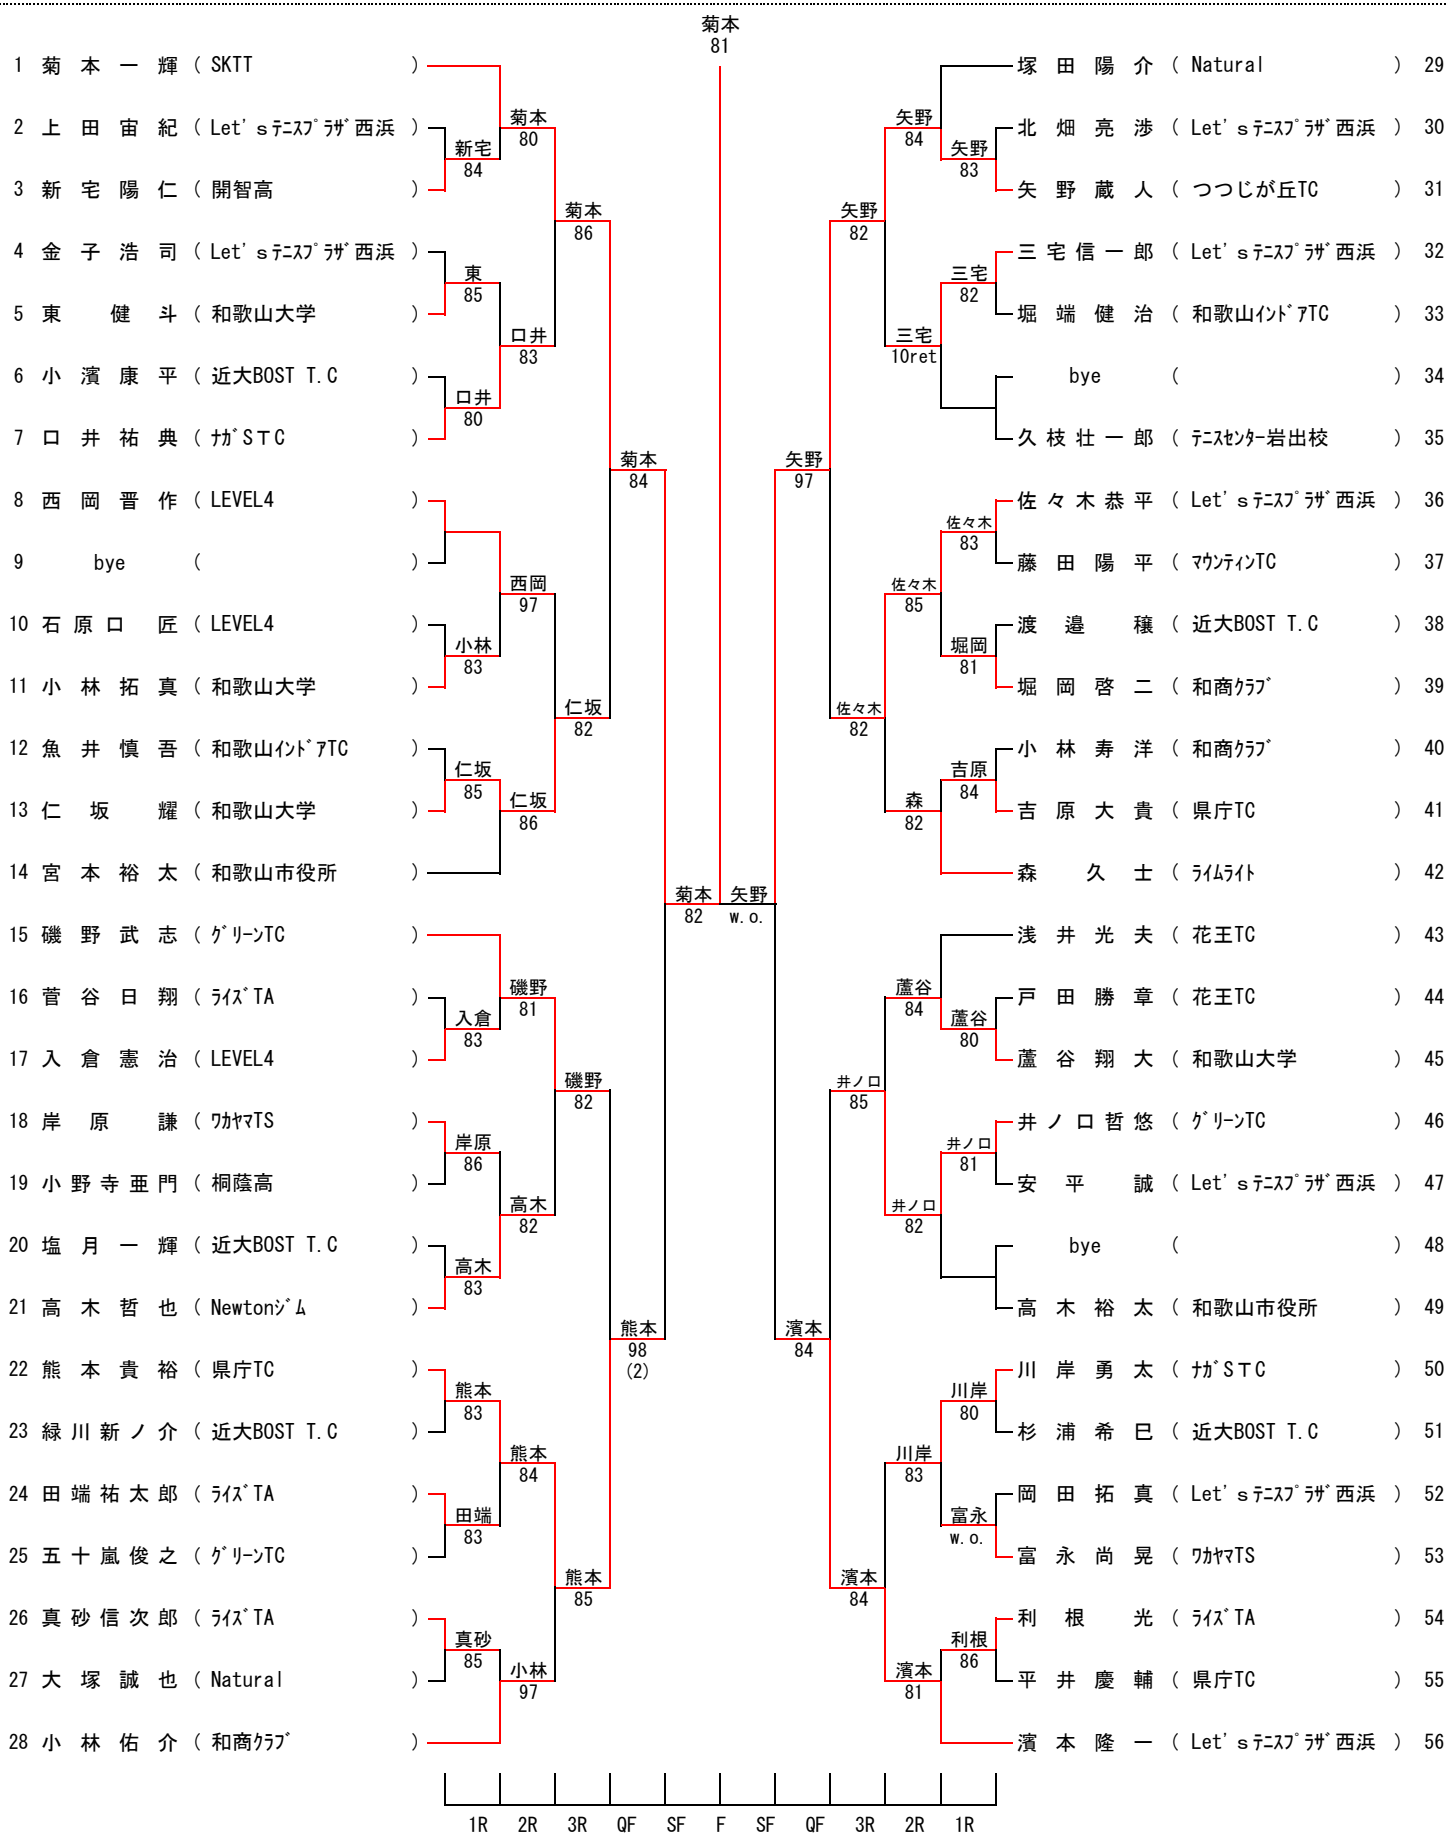 菊本
81
1 菊本一輝 ( SKTT )
2 上田宙紀 ( Let'sﾃﾆｽﾌﾟﾗｻﾞ西浜 )
3 新宅陽仁 ( 開智高 )
4 金子浩司 ( Let'sﾃﾆｽﾌﾟﾗｻﾞ西浜 )
5 東健斗 ( 和歌山大学 )
6 小濱康平 ( 近大BOST T.C )
7 口井祐典 ( ﾅｶﾞSTC )
8 西岡晋作 ( LEVEL4 )
9 bye ( )
10 石原口匠 ( LEVEL4 )
11 小林拓真 ( 和歌山大学 )
12 魚井慎吾 ( 和歌山ｲﾝﾄﾞｱTC )
13 仁坂耀 ( 和歌山大学 )
14 宮本裕太 ( 和歌山市役所 )
15 磯野武志 ( ｸﾞﾘｰﾝTC )
16 菅谷日翔 ( ﾗｲｽﾞTA )
17 入倉憲治 ( LEVEL4 )
18 岸原謙 ( ﾜｶﾔﾏTS )
19 小野寺亜門 ( 桐蔭高 )
20 塩月一輝 ( 近大BOST T.C )
21 高木哲也 ( Newtonｼﾞﾑ )
22 熊本貴裕 ( 県庁TC )
23 緑川新ノ介 ( 近大BOST T.C )
24 田端祐太郎 ( ﾗｲｽﾞTA )
25 五十嵐俊之 ( ｸﾞﾘｰﾝTC )
26 真砂信次郎 ( ﾗｲｽﾞTA )
27 大塚誠也 ( Natural )
28 小林佑介 ( 和商ｸﾗﾌﾞ )
新宅
84
東
85
口井
80
小林
83
仁坂
85
入倉
83
岸原
86
高木
83
熊本
83
田端
83
真砂
85
菊本
80
口井
83
西岡
97
仁坂
86
磯野
81
高木
82
熊本
84
小林
97
菊本
86
仁坂
82
磯野
82
熊本
85
菊本
84
熊本
98
(2)
菊本
82
矢野
w.o.
矢野
97
濱本
84
矢野
82
佐々木
82
井ノ口
85
濱本
84
矢野
84
三宅
10ret
佐々木
85
森
82
蘆谷
84
井ノ口
82
川岸
83
濱本
81
矢野
83
三宅
82
佐々木
83
堀岡
81
吉原
84
蘆谷
80
井ノ口
81
川岸
80
富永
w.o.
利根
86
塚田陽介 ( Natural ) 29
北畑亮渉 ( Let'sﾃﾆｽﾌﾟﾗｻﾞ西浜 ) 30
矢野蔵人 ( つつじが丘TC ) 31
三宅信一郎 ( Let'sﾃﾆｽﾌﾟﾗｻﾞ西浜 ) 32
堀端健治 ( 和歌山ｲﾝﾄﾞｱTC ) 33
bye ( ) 34
久枝壮一郎 ( ﾃﾆｽｾﾝﾀｰ岩出校 ) 35
佐々木恭平 ( Let'sﾃﾆｽﾌﾟﾗｻﾞ西浜 ) 36
藤田陽平 ( ﾏｳﾝﾃｨﾝTC ) 37
渡邉穣 ( 近大BOST T.C ) 38
堀岡啓二 ( 和商ｸﾗﾌﾞ ) 39
小林寿洋 ( 和商ｸﾗﾌﾞ ) 40
吉原大貴 ( 県庁TC ) 41
森久士 ( ﾗｲﾑﾗｲﾄ ) 42
浅井光夫 ( 花王TC ) 43
戸田勝章 ( 花王TC ) 44
蘆谷翔大 ( 和歌山大学 ) 45
井ノ口哲悠 ( ｸﾞﾘｰﾝTC ) 46
安平誠 ( Let'sﾃﾆｽﾌﾟﾗｻﾞ西浜 ) 47
bye ( ) 48
高木裕太 ( 和歌山市役所 ) 49
川岸勇太 ( ﾅｶﾞSTC ) 50
杉浦希巳 ( 近大BOST T.C ) 51
岡田拓真 ( Let'sﾃﾆｽﾌﾟﾗｻﾞ西浜 ) 52
富永尚晃 ( ﾜｶﾔﾏTS ) 53
利根光 ( ﾗｲｽﾞTA ) 54
平井慶輔 ( 県庁TC ) 55
濱本隆一 ( Let'sﾃﾆｽﾌﾟﾗｻﾞ西浜 ) 56
1R 2R 3R QF SF F SF QF 3R 2R 1R